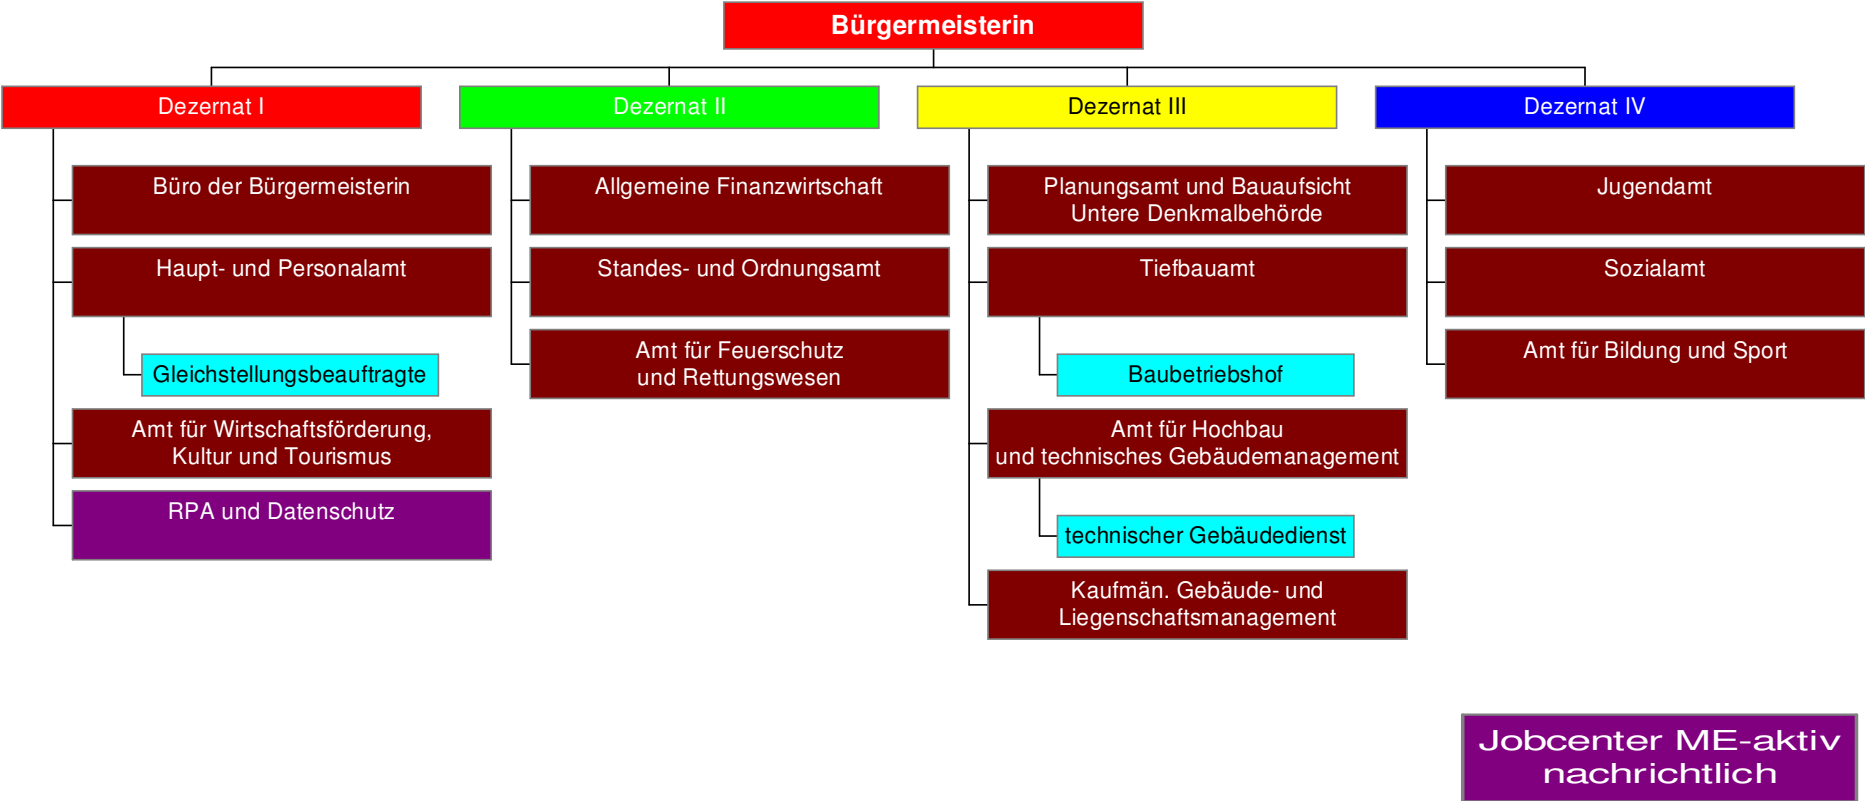 Bürgermeisterin
Dezernat I
Büro der Bürgermeisterin
Haupt- und Personalamt
Gleichstellungsbeauftragte
Amt für Wirtschaftsförderung,
Kultur und Tourismus
RPA und Datenschutz
Dezernat II
Allgemeine Finanzwirtschaft
Standes- und Ordnungsamt
Amt für Feuerschutz
und Rettungswesen
Dezernat III
Planungsamt und Bauaufsicht
Untere Denkmalbehörde
Tiefbauamt
Baubetriebshof
Amt für Hochbau
und technisches Gebäudemanagement
technischer Gebäudedienst
Kaufmän. Gebäude- und
Liegenschaftsmanagement
Dezernat IV
Jugendamt
Sozialamt
Amt für Bildung und Sport
Jobcenter ME-aktiv
nachrichtlich